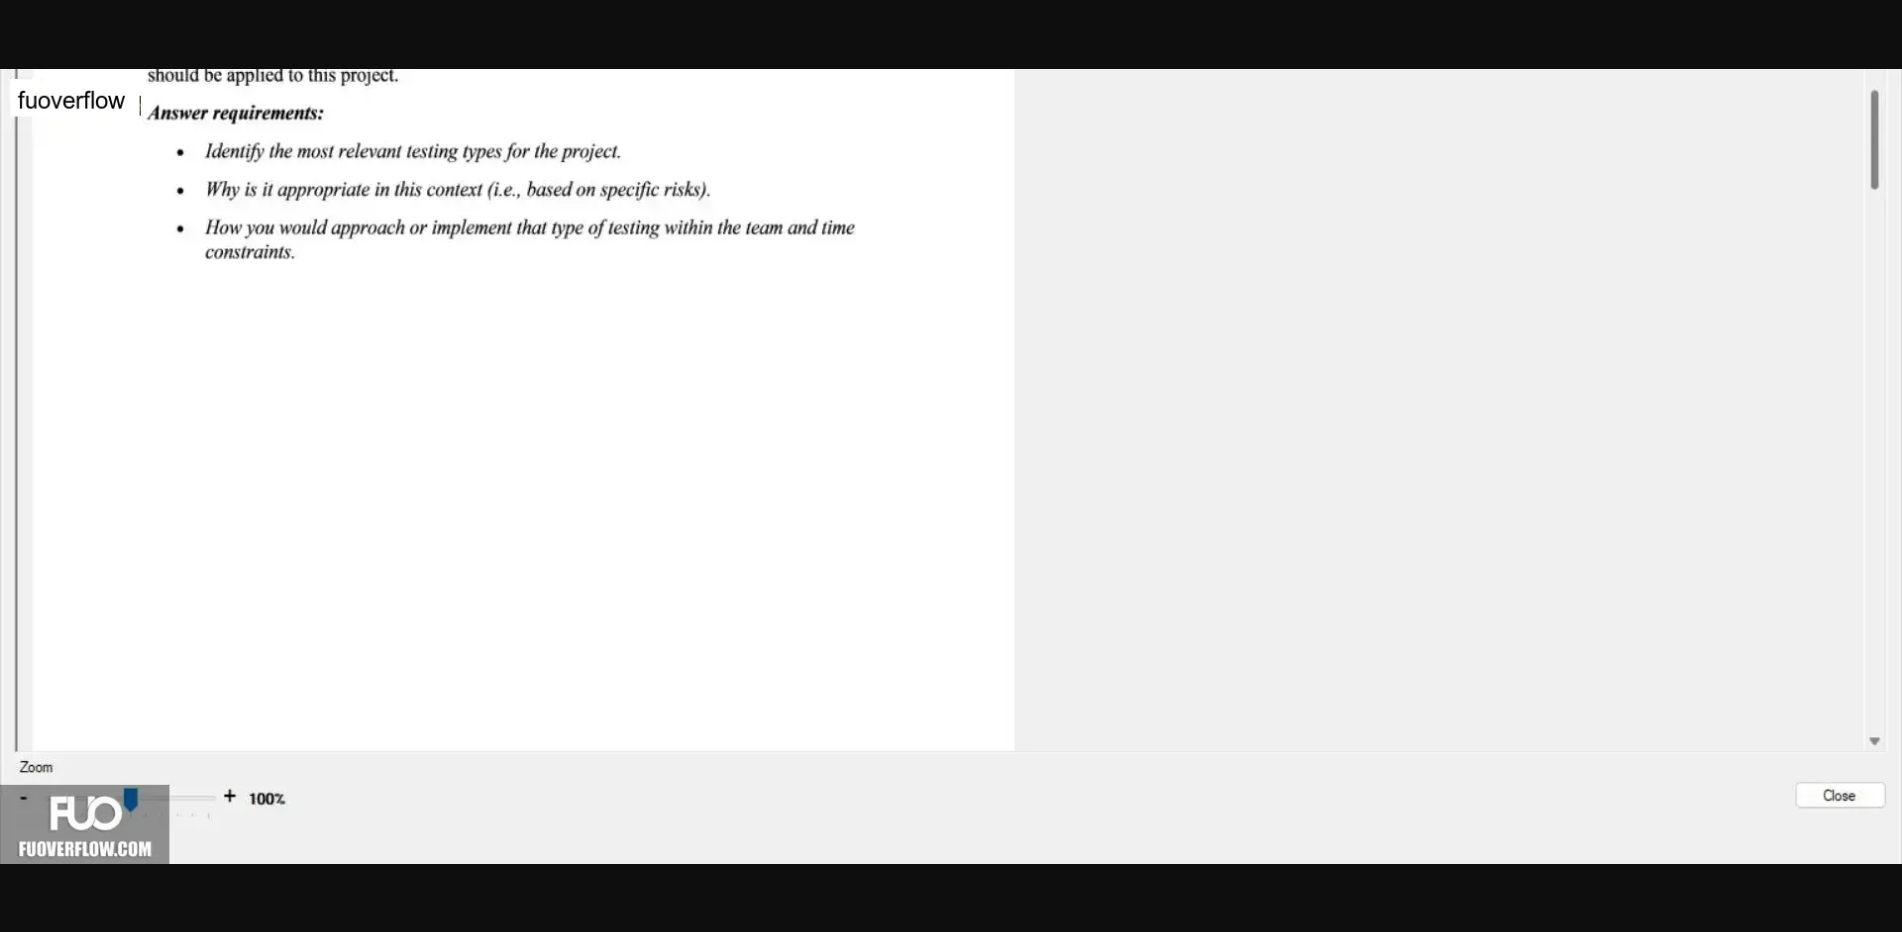 should be applied to this project.
fuoverflow
Answer requirements:
• Identify the most relevant testing types for the project.
• Why is it appropriate in this context (i.e., based on specific risks).
• How you would approach or implement that type of testing within the team and time
constraints.
Zoom
- + 100%
Close
FUO
FUOVERFLOW.COM